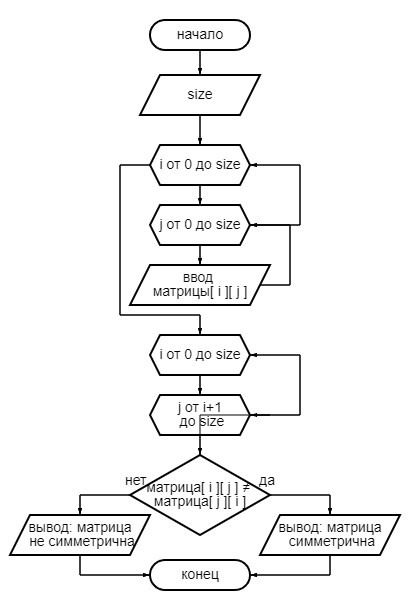 начало
size
i от 0 до size
j от 0 до size
ввод
матрицы[ i ][ j ]
i от 0 до size
j от i+1
до size
нет
да
матрица[ i ][ j ] ≠
матрица[ j ][ i ]
вывод: матрица
не симметрична
вывод: матрица
симметрична
конец